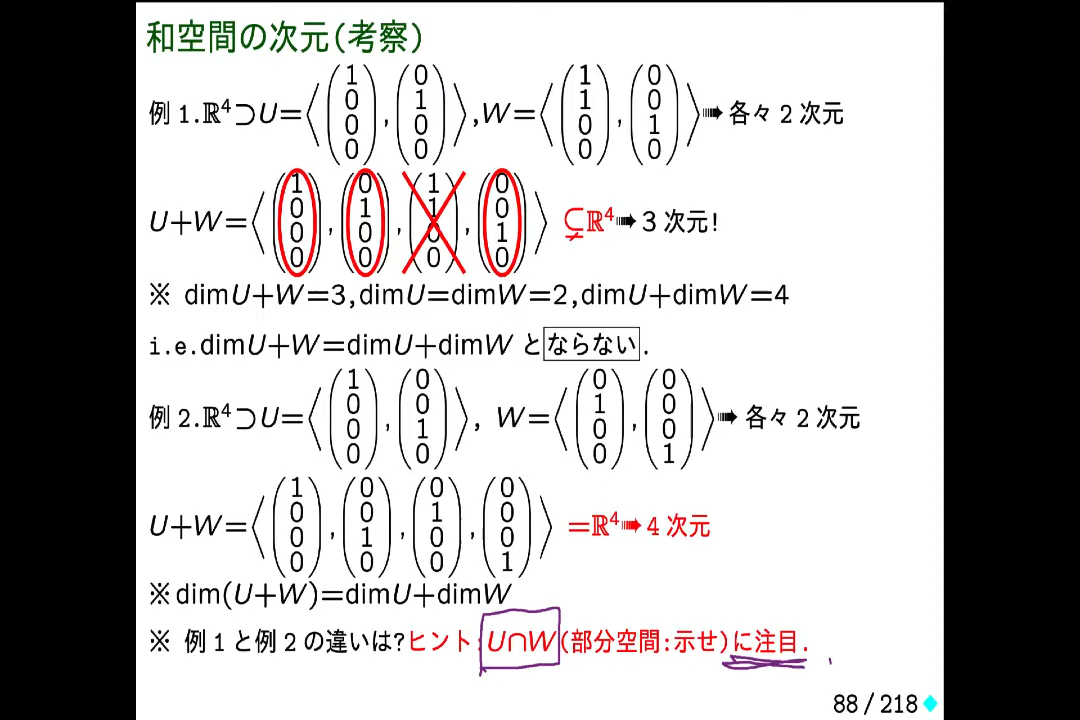 和空間の次元(考察)
例 1.ℝ⁴⊃U=⟨(1 0 0 0),(0 1 0 0)⟩,W=⟨(1 1 0 0),(0 0 1 0)⟩➠ 各々 2 次元
U+W=⟨(1 0 0 0),(0 1 0 0),(1 1 0 0),(0 0 1 0)⟩ ⊊ℝ⁴➠ 3 次元!
※ dimU+W=3,dimU=dimW=2,dimU+dimW=4
i.e.dimU+W=dimU+dimW とならない.
例 2.ℝ⁴⊃U=⟨(1 0 0 0),(0 0 1 0)⟩, W=⟨(0 1 0 0),(0 0 0 1)⟩➠ 各々 2 次元
U+W=⟨(1 0 0 0),(0 0 1 0),(0 1 0 0),(0 0 0 1)⟩ =ℝ⁴➠ 4 次元
※dim(U+W)=dimU+dimW
※ 例 1 と例 2 の違いは?ヒント:U∩W(部分空間:示せ)に注目.
88 / 218